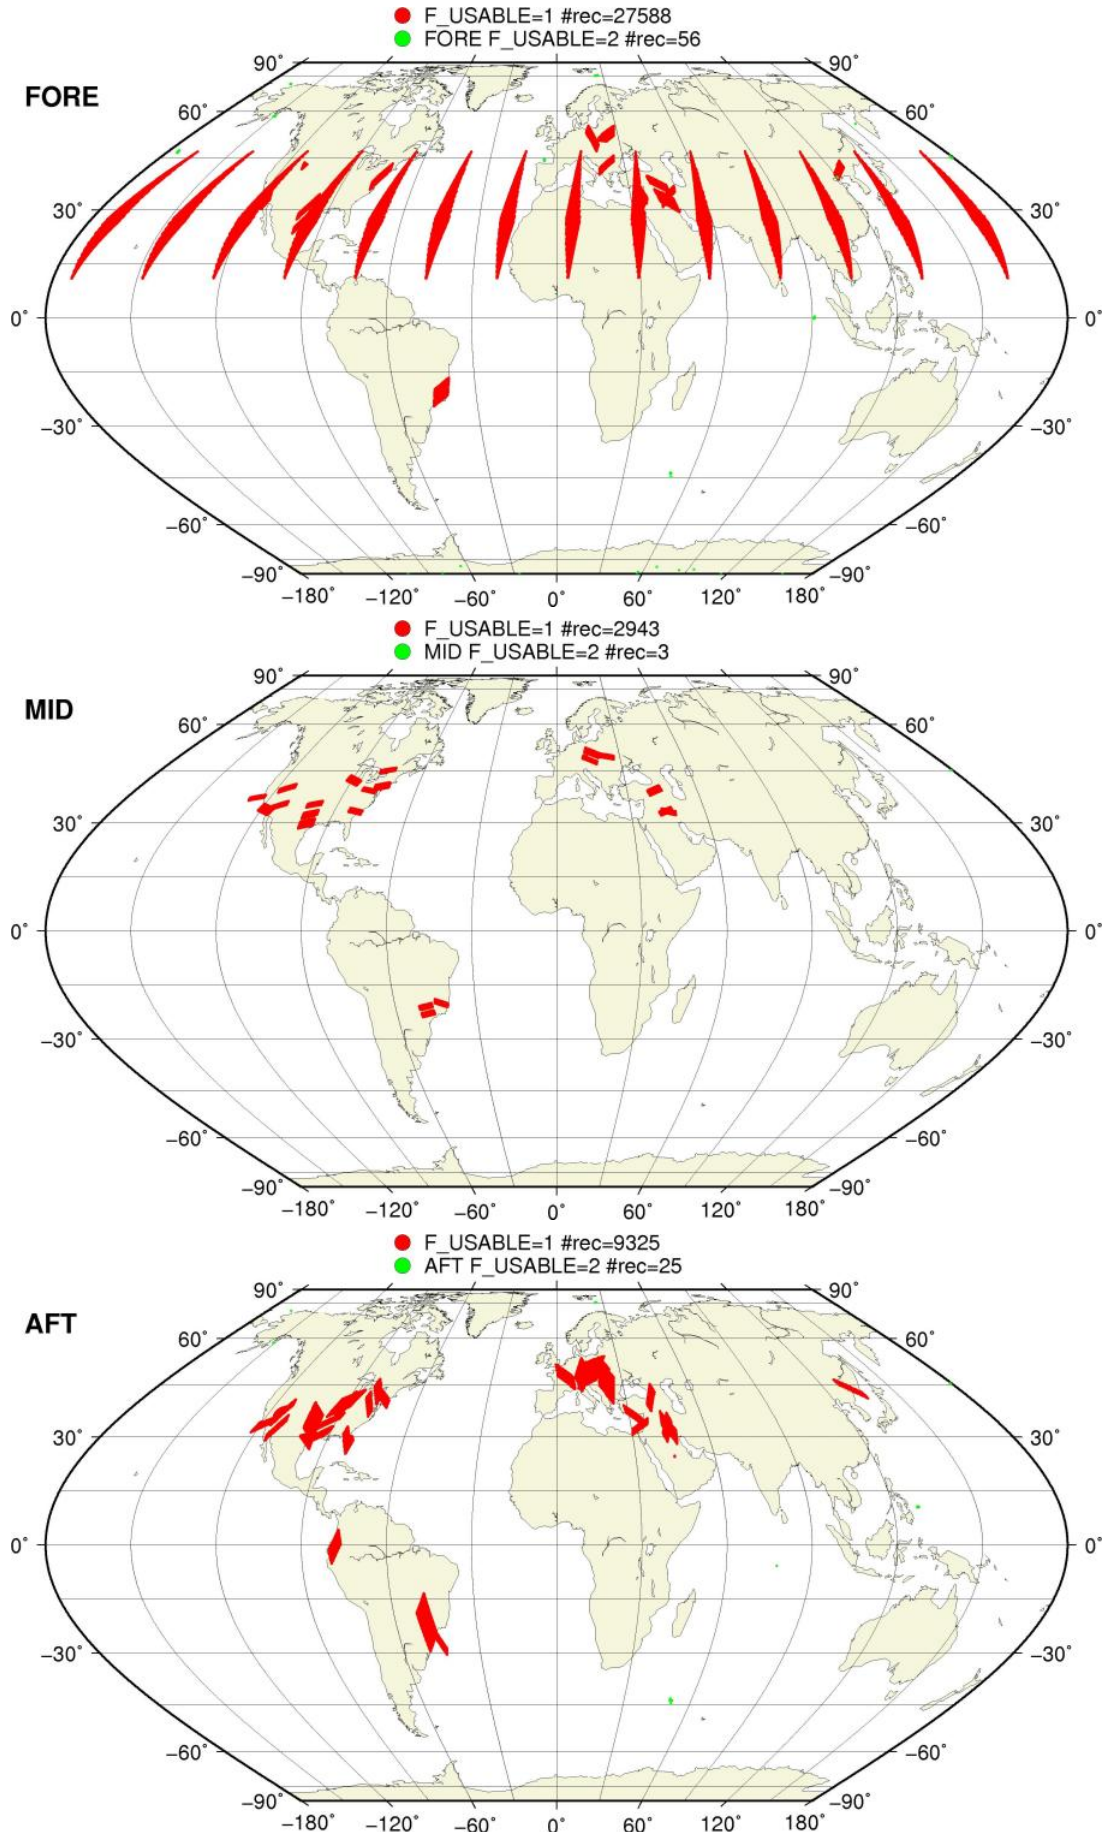 F_USABLE=1 #rec=27588
FORE F_USABLE=2 #rec=56
FORE
90° 90°
60° 60°
30° 30°
0° 0°
−30° −30°
−60° −60°
−90° −90°
−180° −120° −60° 0° 60° 120° 180°
F_USABLE=1 #rec=2943
MID F_USABLE=2 #rec=3
MID
90° 90°
60° 60°
30° 30°
0° 0°
−30° −30°
−60° −60°
−90° −90°
−180° −120° −60° 0° 60° 120° 180°
F_USABLE=1 #rec=9325
AFT F_USABLE=2 #rec=25
AFT
90° 90°
60° 60°
30° 30°
0° 0°
−30° −30°
−60° −60°
−90° −90°
−180° −120° −60° 0° 60° 120° 180°